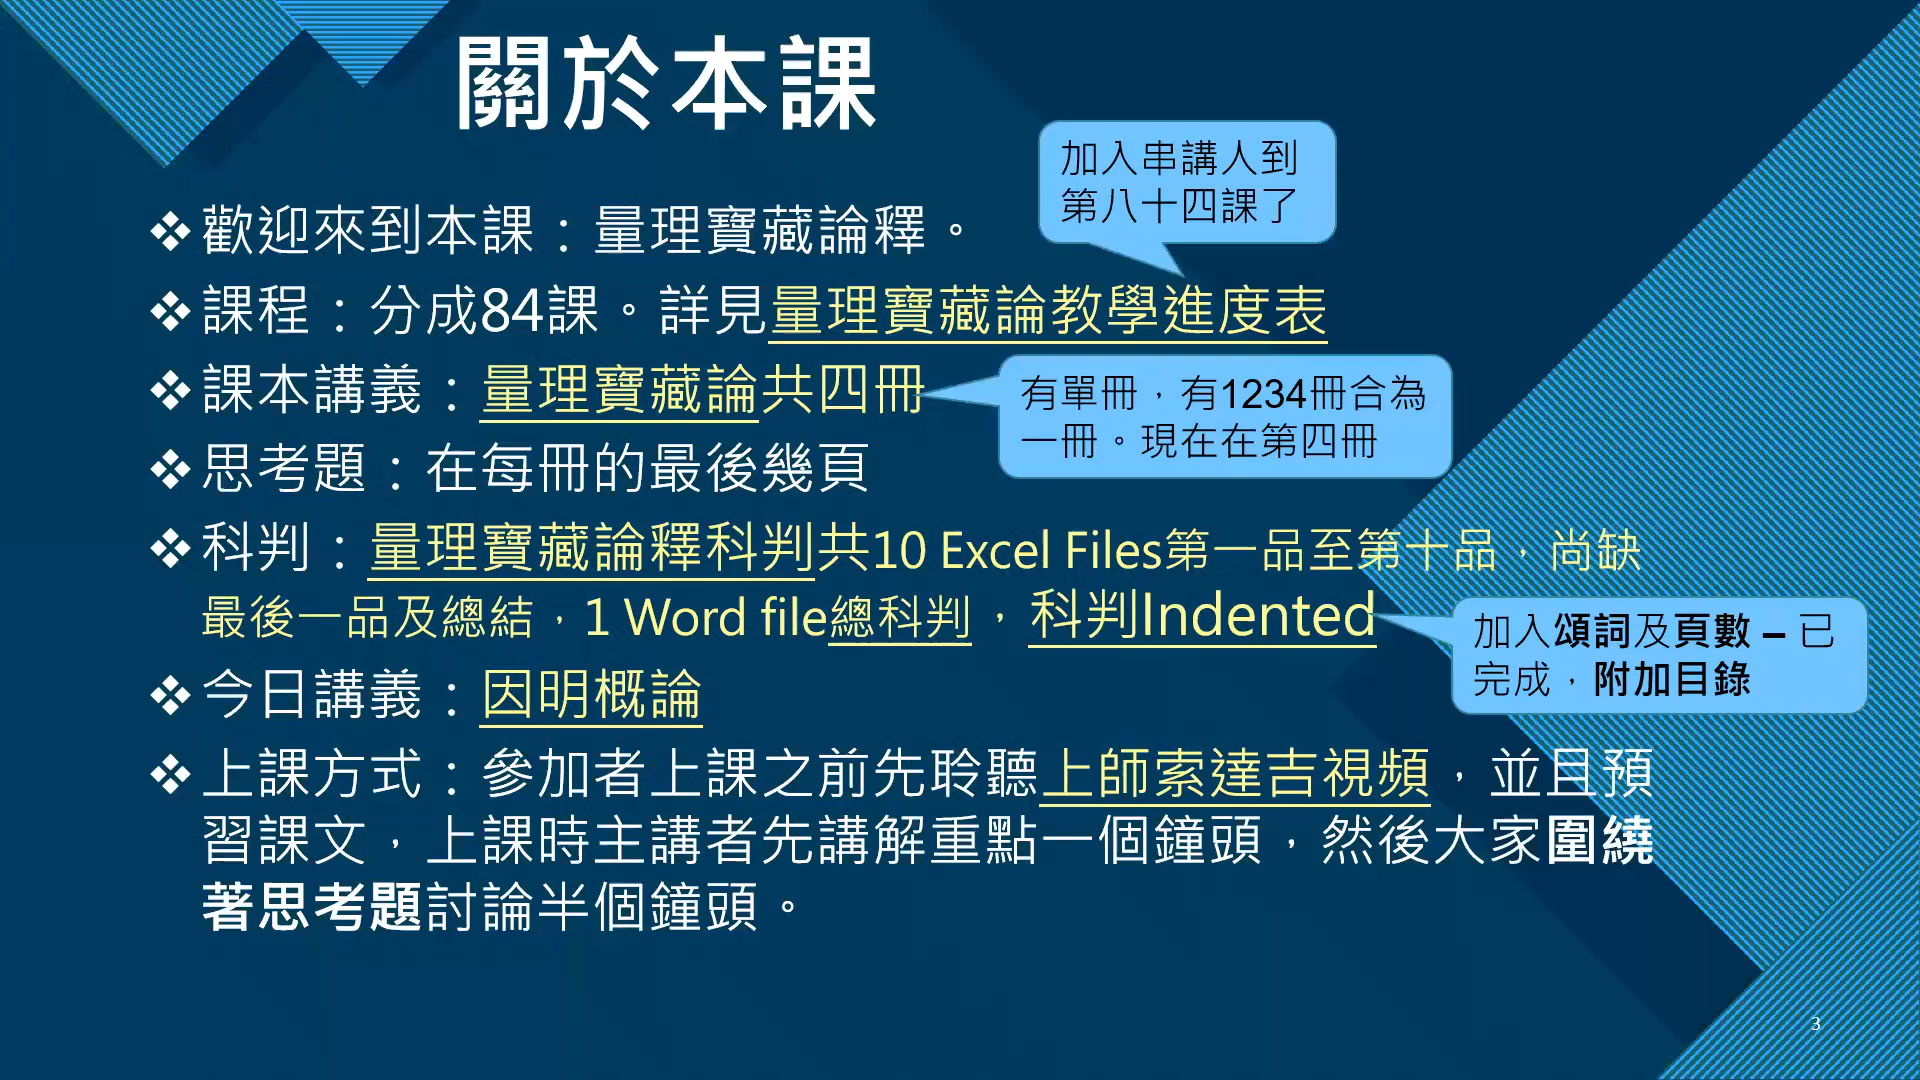 關於本課
加入串講人到
第八十四課了
歡迎來到本課：量理寶藏論釋。
課程：分成84課。詳見量理寶藏論教學進度表
課本講義：量理寶藏論共四冊
有單冊，有1234冊合為
一冊。現在在第四冊
思考題：在每冊的最後幾頁
科判：量理寶藏論釋科判共10 Excel Files第一品至第十品，尚缺
最後一品及總結，1 Word file總科判，科判Indented
加入頌詞及頁數 – 已
完成，附加目錄
今日講義：因明概論
上課方式：參加者上課之前先聆聽上師索達吉視頻，並且預
習課文，上課時主講者先講解重點一個鐘頭，然後大家圍繞
著思考題討論半個鐘頭。
3